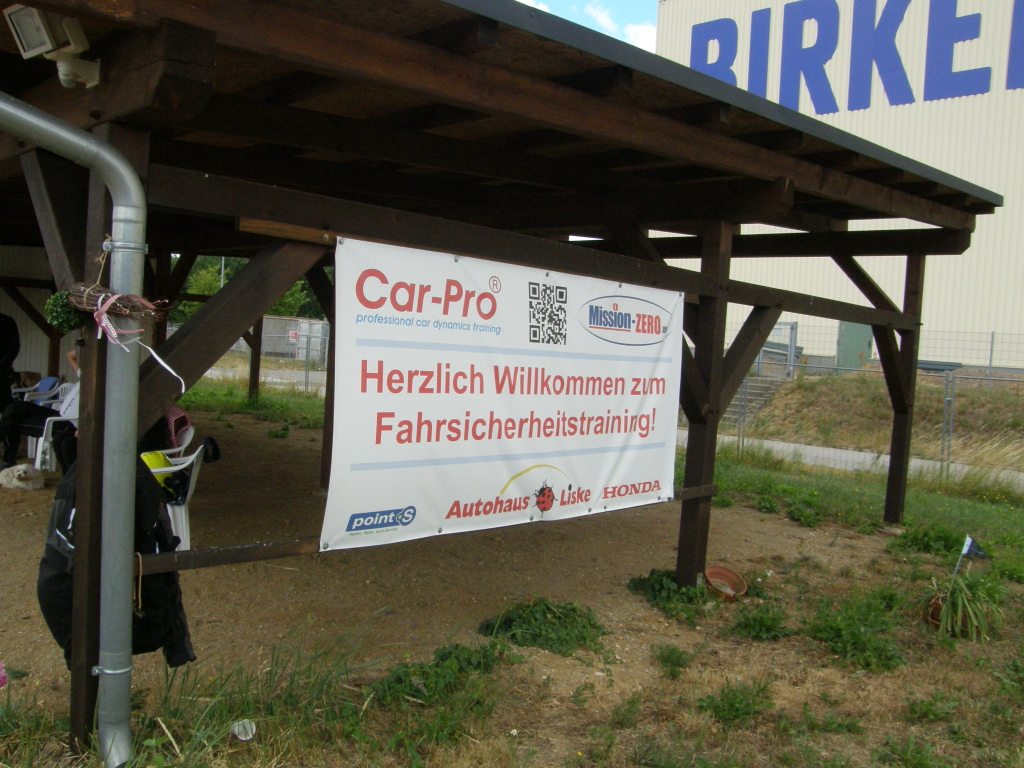 BIRKE
Car-Pro®
professional car dynamics training
Mission-ZERO
Herzlich Willkommen zum
Fahrsicherheitstraining!
point S
Autohaus Liske HONDA